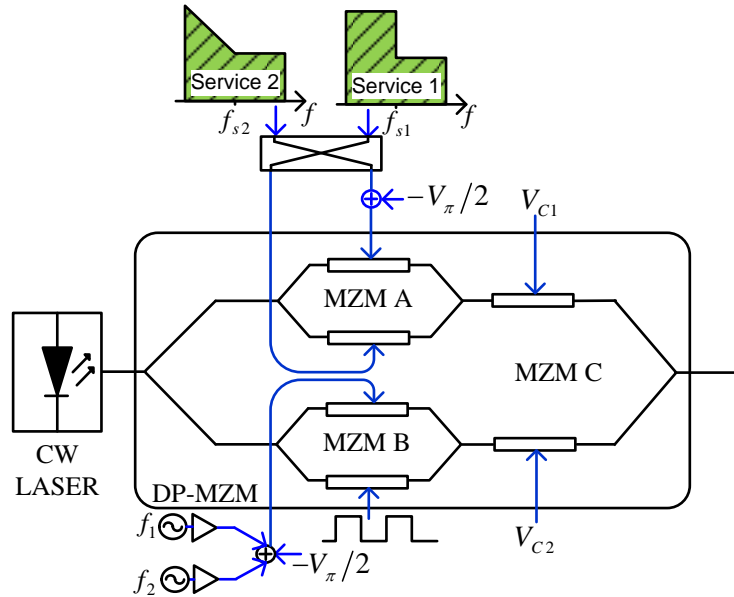 Service 2
Service 1
f
f
f_{s2}
f_{s1}
-V_π/2
V_{C1}
MZM A
MZM C
MZM B
CW
LASER
DP-MZM
f_1
V_{C2}
-V_π/2
f_2